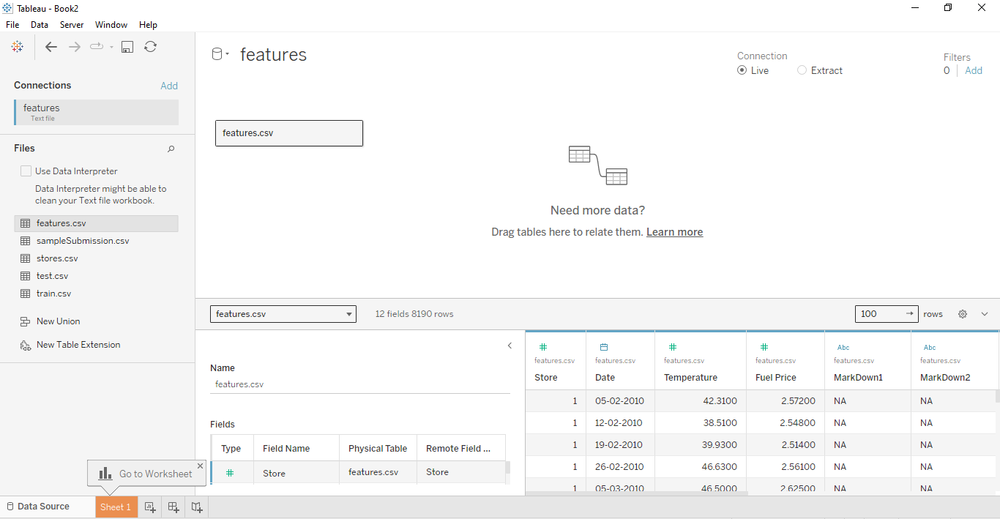 Tableau - Book2
File Data Server Window Help
features
Connection
Live Extract
Filters
0 Add
Connections Add
features
Text file
Files
Use Data Interpreter
Data Interpreter might be able to
clean your Text file workbook.
features.csv
sampleSubmission.csv
stores.csv
test.csv
train.csv
New Union
New Table Extension
features.csv
Need more data?
Drag tables here to relate them. Learn more
features.csv 12 fields 8190 rows 100 rows
Name
features.csv
Fields
Type Field Name Physical Table Remote Field ...
# Store features.csv Store
# # # Abc Abc
features.csv features.csv features.csv features.csv features.csv features.csv
Store Date Temperature Fuel Price MarkDown1 MarkDown2
1 05-02-2010 42.3100 2.57200 NA NA
1 12-02-2010 38.5100 2.54800 NA NA
1 19-02-2010 39.9300 2.51400 NA NA
1 26-02-2010 46.6300 2.56100 NA NA
1 05-03-2010 46.5000 2.62500 NA NA
Go to Worksheet
Data Source Sheet 1